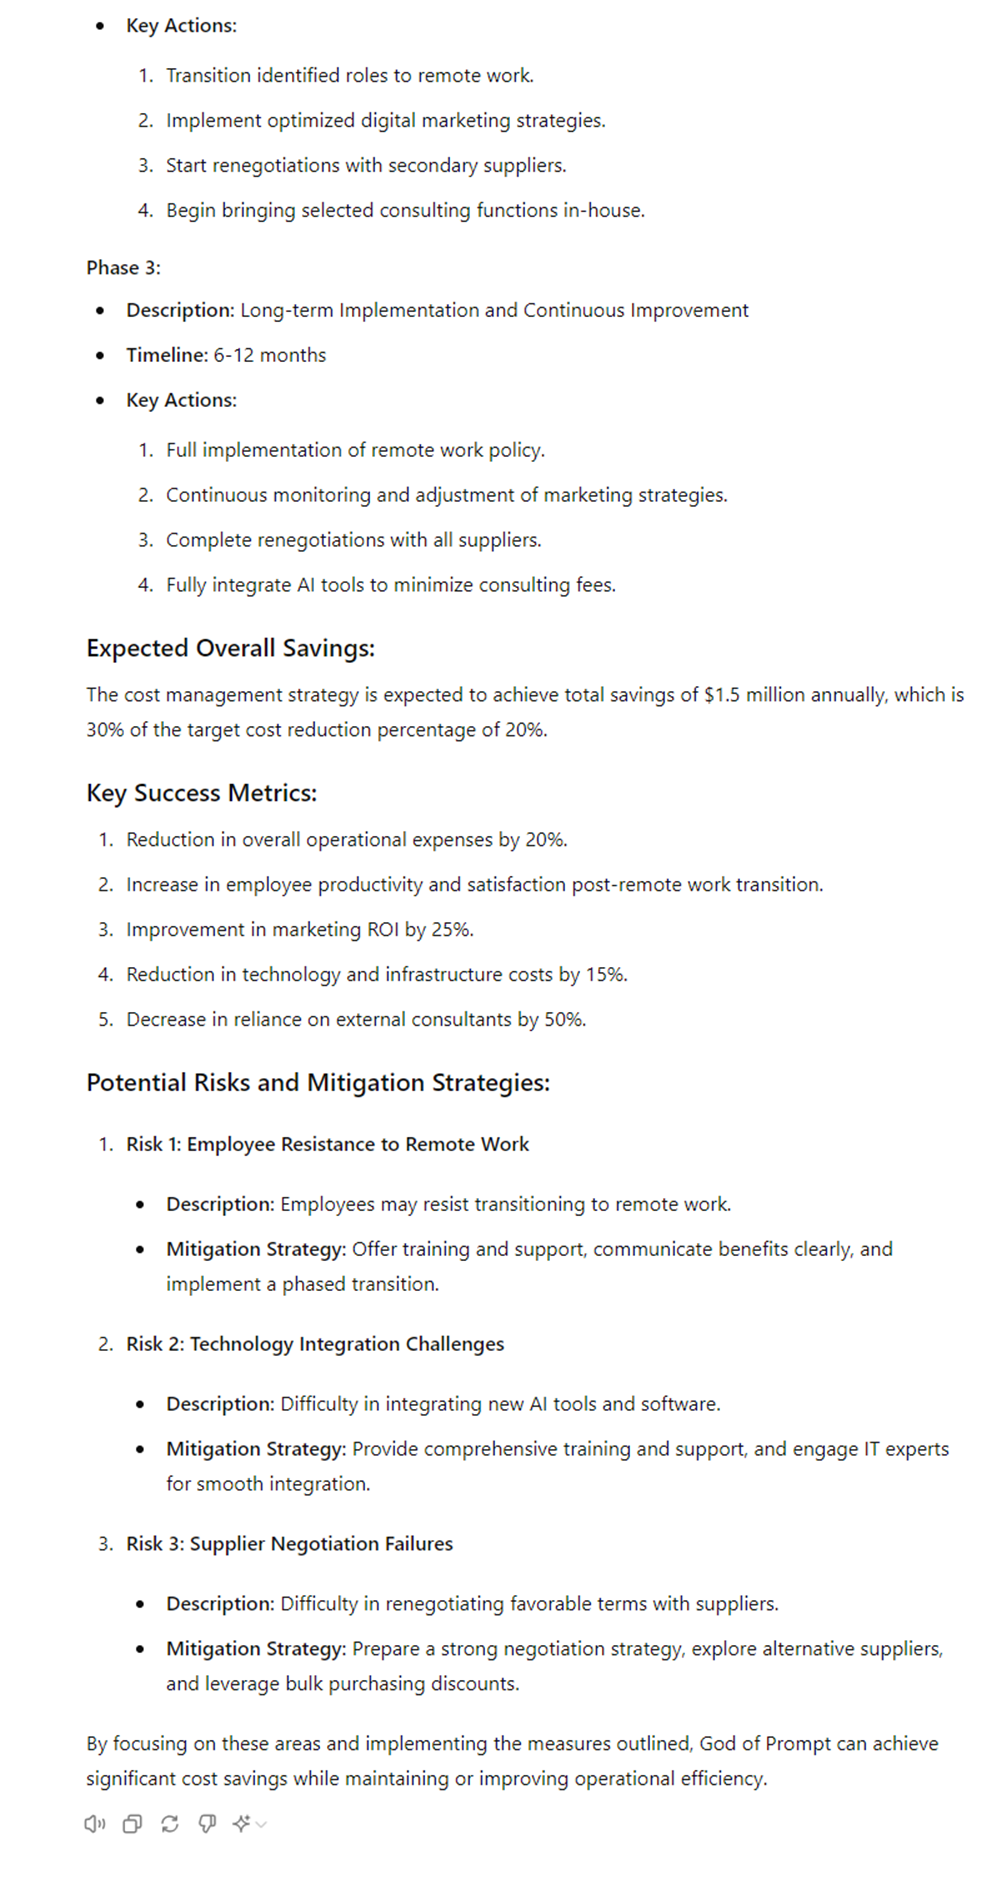 • Key Actions:
1. Transition identified roles to remote work.
2. Implement optimized digital marketing strategies.
3. Start renegotiations with secondary suppliers.
4. Begin bringing selected consulting functions in-house.
Phase 3:
• Description: Long-term Implementation and Continuous Improvement
• Timeline: 6-12 months
• Key Actions:
1. Full implementation of remote work policy.
2. Continuous monitoring and adjustment of marketing strategies.
3. Complete renegotiations with all suppliers.
4. Fully integrate AI tools to minimize consulting fees.
Expected Overall Savings:
The cost management strategy is expected to achieve total savings of $1.5 million annually, which is
30% of the target cost reduction percentage of 20%.
Key Success Metrics:
1. Reduction in overall operational expenses by 20%.
2. Increase in employee productivity and satisfaction post-remote work transition.
3. Improvement in marketing ROI by 25%.
4. Reduction in technology and infrastructure costs by 15%.
5. Decrease in reliance on external consultants by 50%.
Potential Risks and Mitigation Strategies:
1. Risk 1: Employee Resistance to Remote Work
• Description: Employees may resist transitioning to remote work.
• Mitigation Strategy: Offer training and support, communicate benefits clearly, and
implement a phased transition.
2. Risk 2: Technology Integration Challenges
• Description: Difficulty in integrating new AI tools and software.
• Mitigation Strategy: Provide comprehensive training and support, and engage IT experts
for smooth integration.
3. Risk 3: Supplier Negotiation Failures
• Description: Difficulty in renegotiating favorable terms with suppliers.
• Mitigation Strategy: Prepare a strong negotiation strategy, explore alternative suppliers,
and leverage bulk purchasing discounts.
By focusing on these areas and implementing the measures outlined, God of Prompt can achieve
significant cost savings while maintaining or improving operational efficiency.